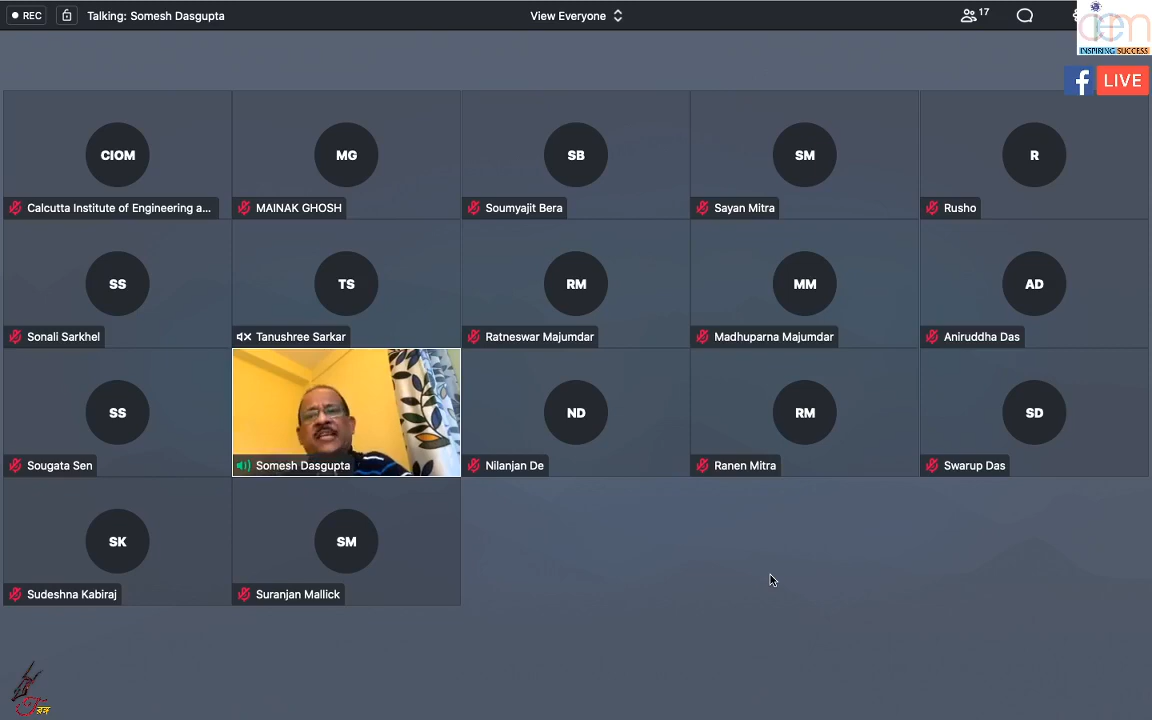 REC
Talking: Somesh Dasgupta
View Everyone
17
INSPIRING SUCCESS
f LIVE
CIOM
MG
SB
SM
R
Calcutta Institute of Engineering a...
MAINAK GHOSH
Soumyajit Bera
Sayan Mitra
Rusho
SS
TS
RM
MM
AD
Sonali Sarkhel
Tanushree Sarkar
Ratneswar Majumdar
Madhuparna Majumdar
Aniruddha Das
SS
ND
RM
SD
Sougata Sen
Somesh Dasgupta
Nilanjan De
Ranen Mitra
Swarup Das
SK
SM
Sudeshna Kabiraj
Suranjan Mallick